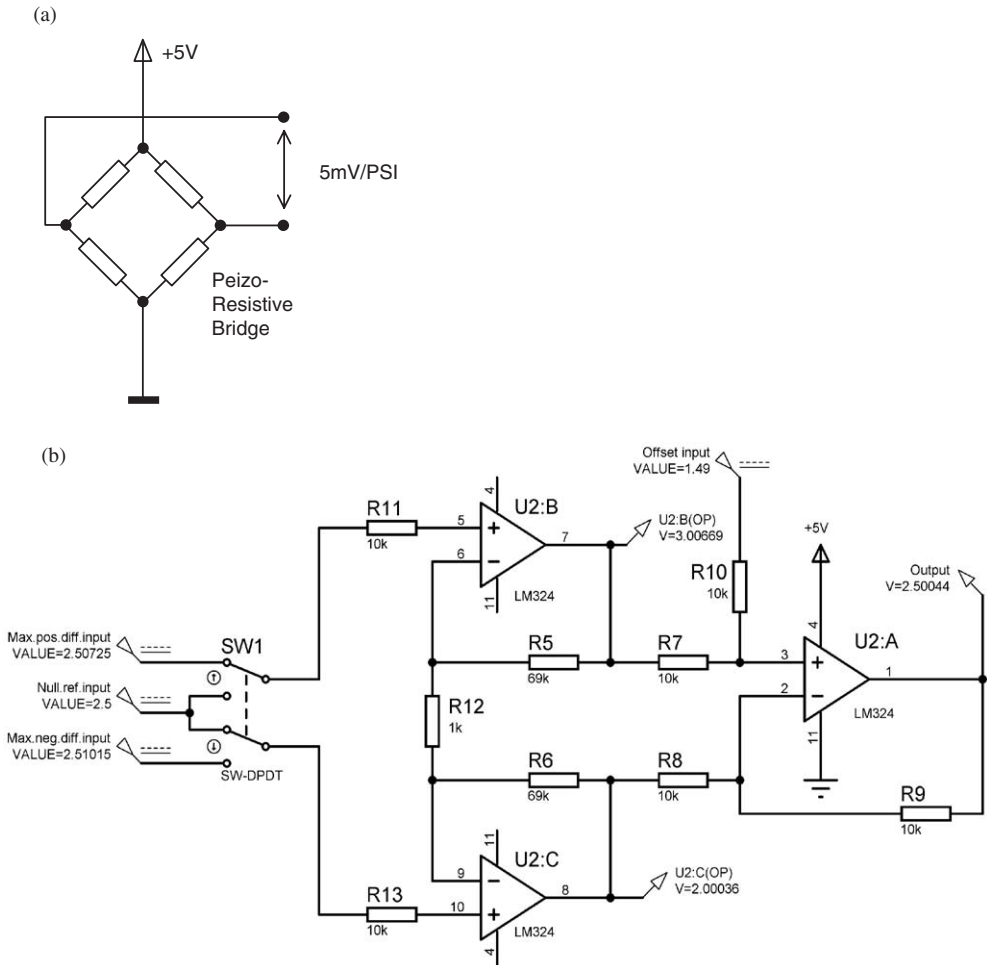 (a)
+5V
5mV/PSI
Peizo-
Resistive
Bridge
(b)
Offset input
VALUE=1.49
R11
10k
5
6
4
11
U2:B
LM324
7
U2:B(OP)
V=3.00669
R10
10k
+5V
Output
V=2.50044
Max.pos.diff.input
VALUE=2.50725
SW1
Null.ref.input
VALUE=2.5
Max.neg.diff.input
VALUE=2.51015
SW-DPDT
R5
69k
R7
10k
3
2
4
11
U2:A
LM324
1
R12
1k
R6
69k
R8
10k
R9
10k
R13
10k
9
10
11
4
U2:C
LM324
8
U2:C(OP)
V=2.00036